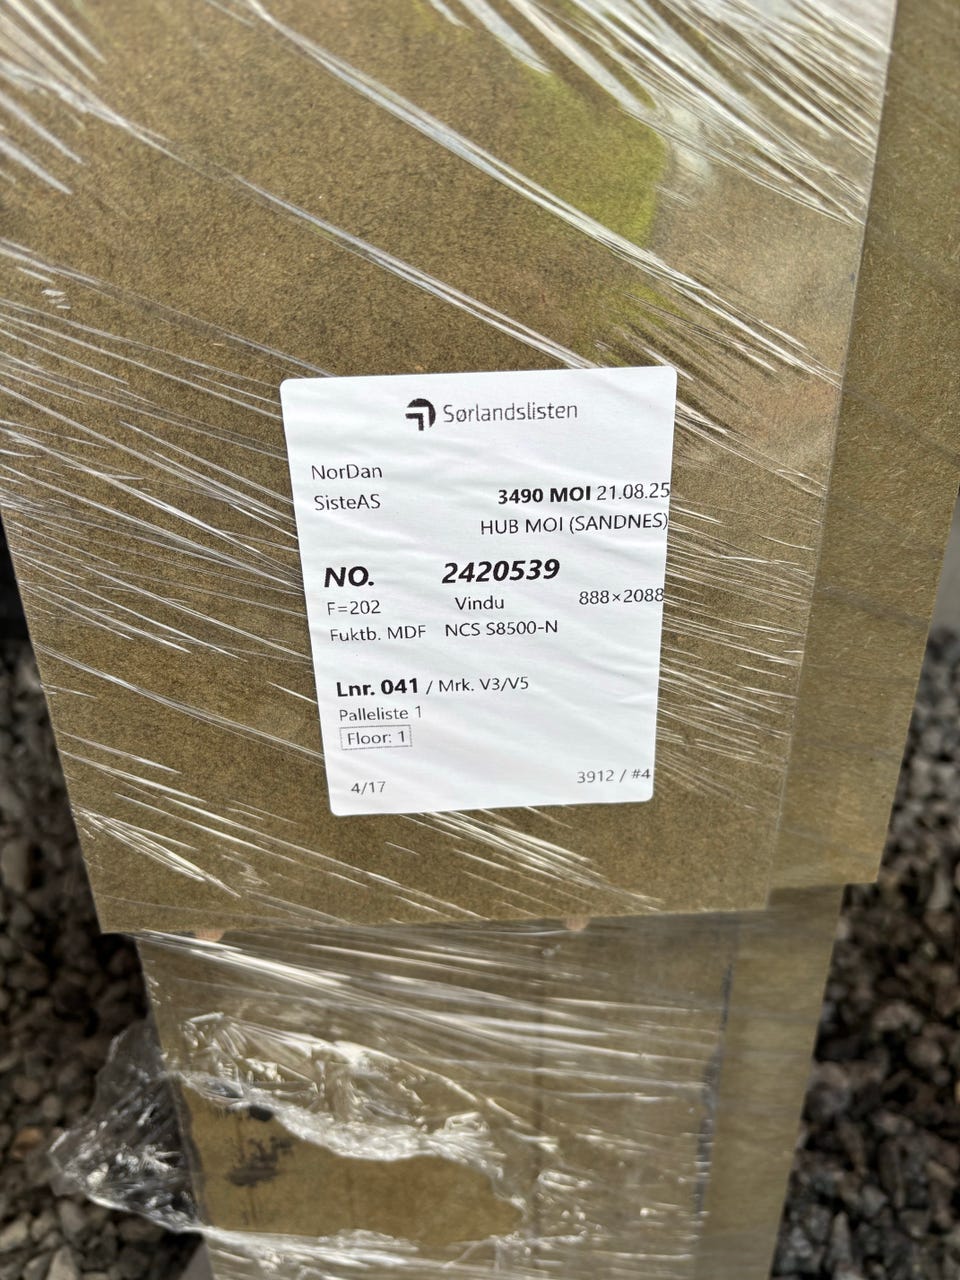 Sørlandslisten
NorDan
SisteAS
3490 MOI 21.08.25
HUB MOI (SANDNES)
NO. 2420539
F=202 Vindu 888×2088
Fuktb. MDF NCS S8500-N
Lnr. 041 / Mrk. V3/V5
Palleliste 1
Floor: 1
4/17 3912 / #4